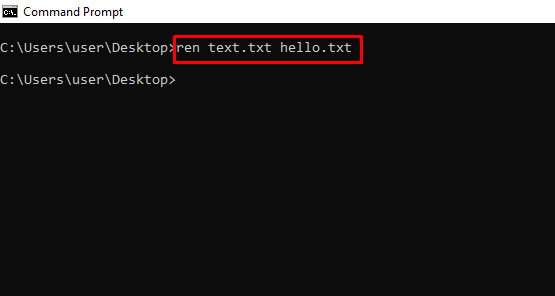 Command Prompt
C:\Users\user\Desktop>ren text.txt hello.txt
C:\Users\user\Desktop>